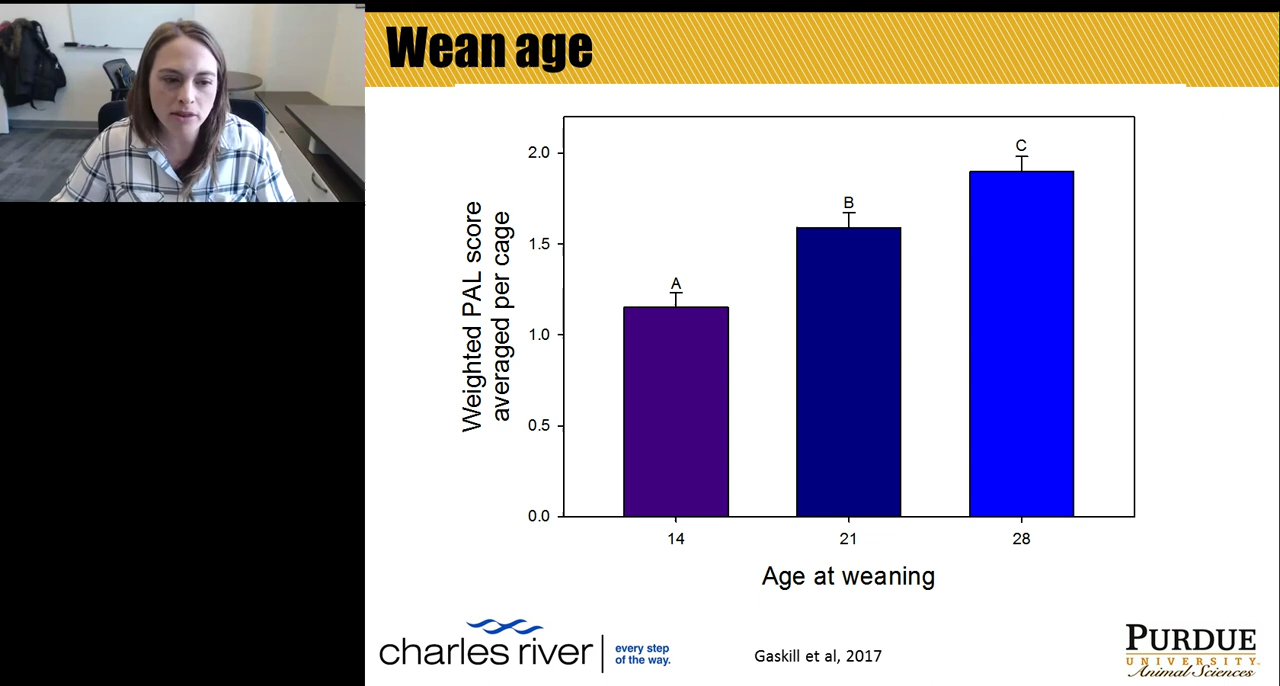 Wean age
2.0
1.5
1.0
0.5
0.0
Weighted PAL score
averaged per cage
A
B
C
14
21
28
Age at weaning
charles river
every step
of the way.
Gaskill et al, 2017
PURDUE
UNIVERSITY
Animal Sciences